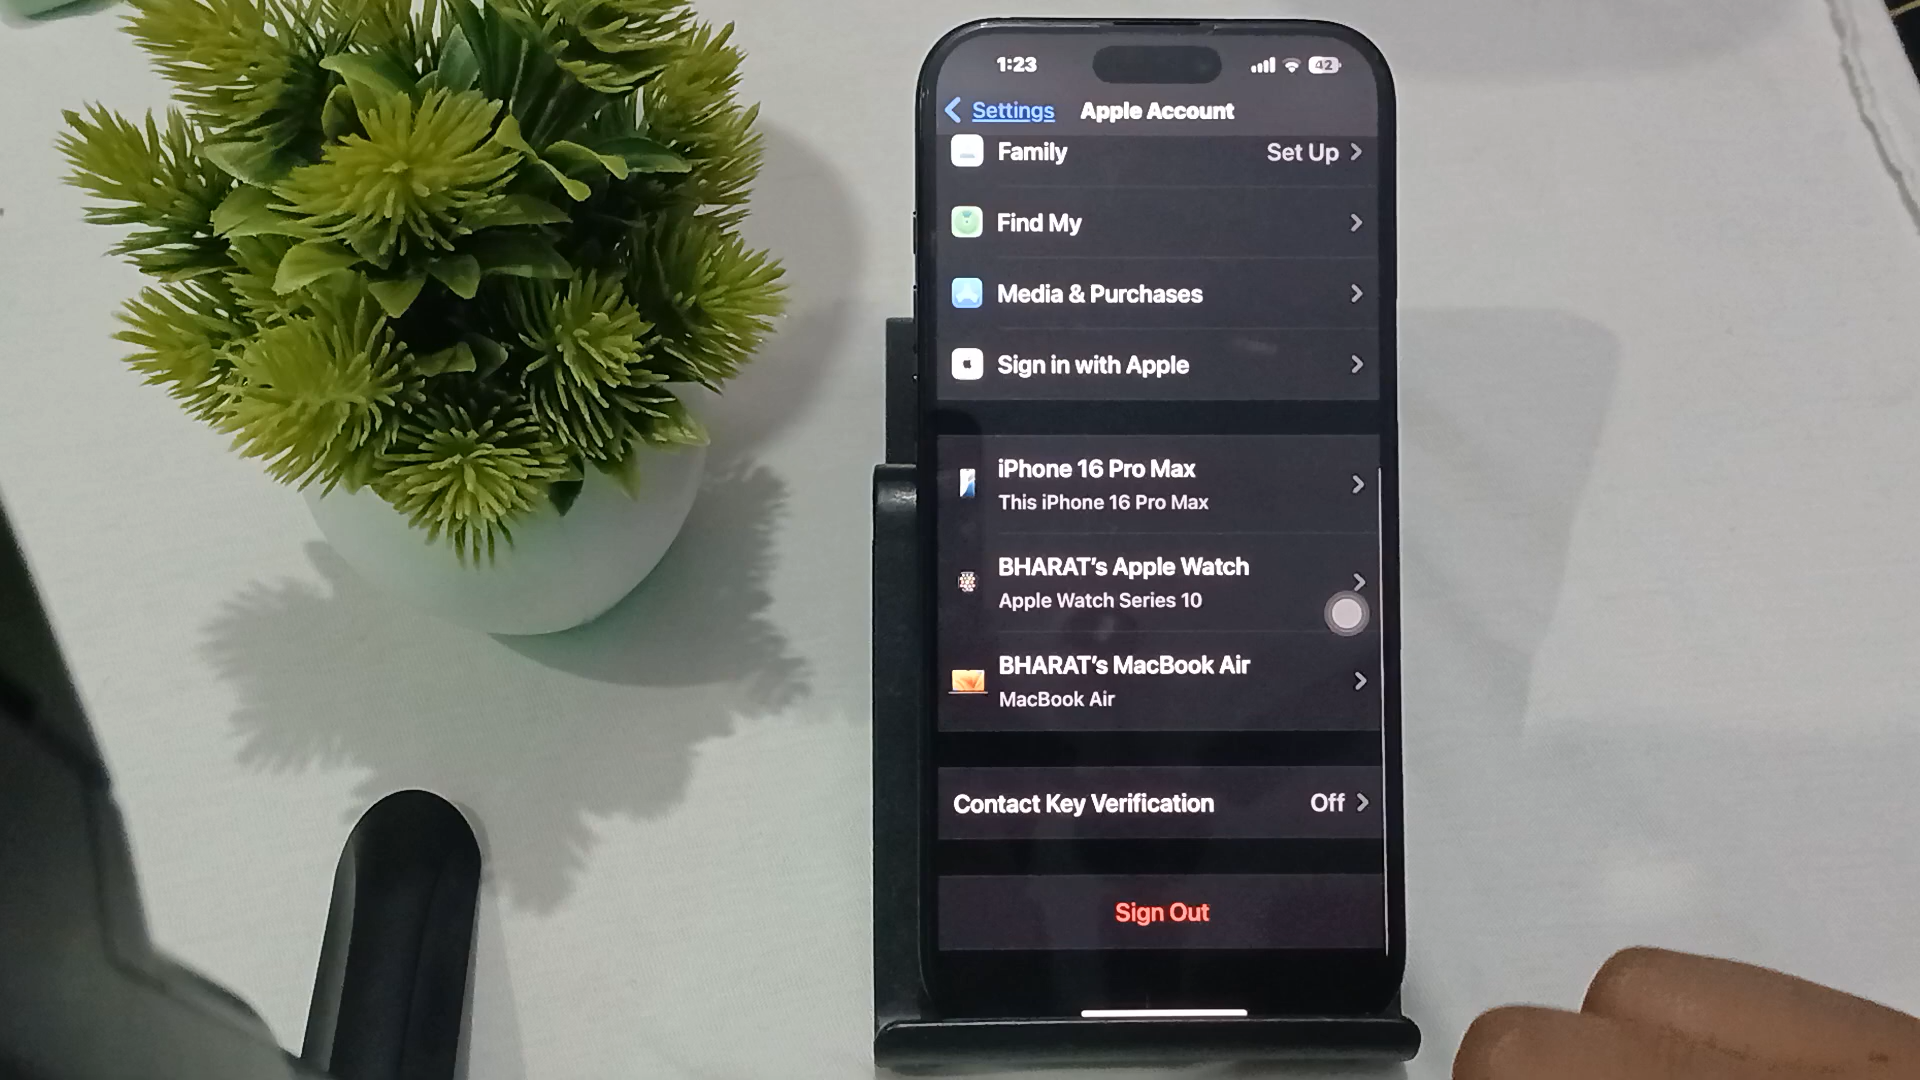 1:23
42
Settings
Apple Account
Family
Set Up
Find My
Media & Purchases
Sign in with Apple
iPhone 16 Pro Max
This iPhone 16 Pro Max
BHARAT's Apple Watch
Apple Watch Series 10
BHARAT's MacBook Air
MacBook Air
Contact Key Verification
Off
Sign Out